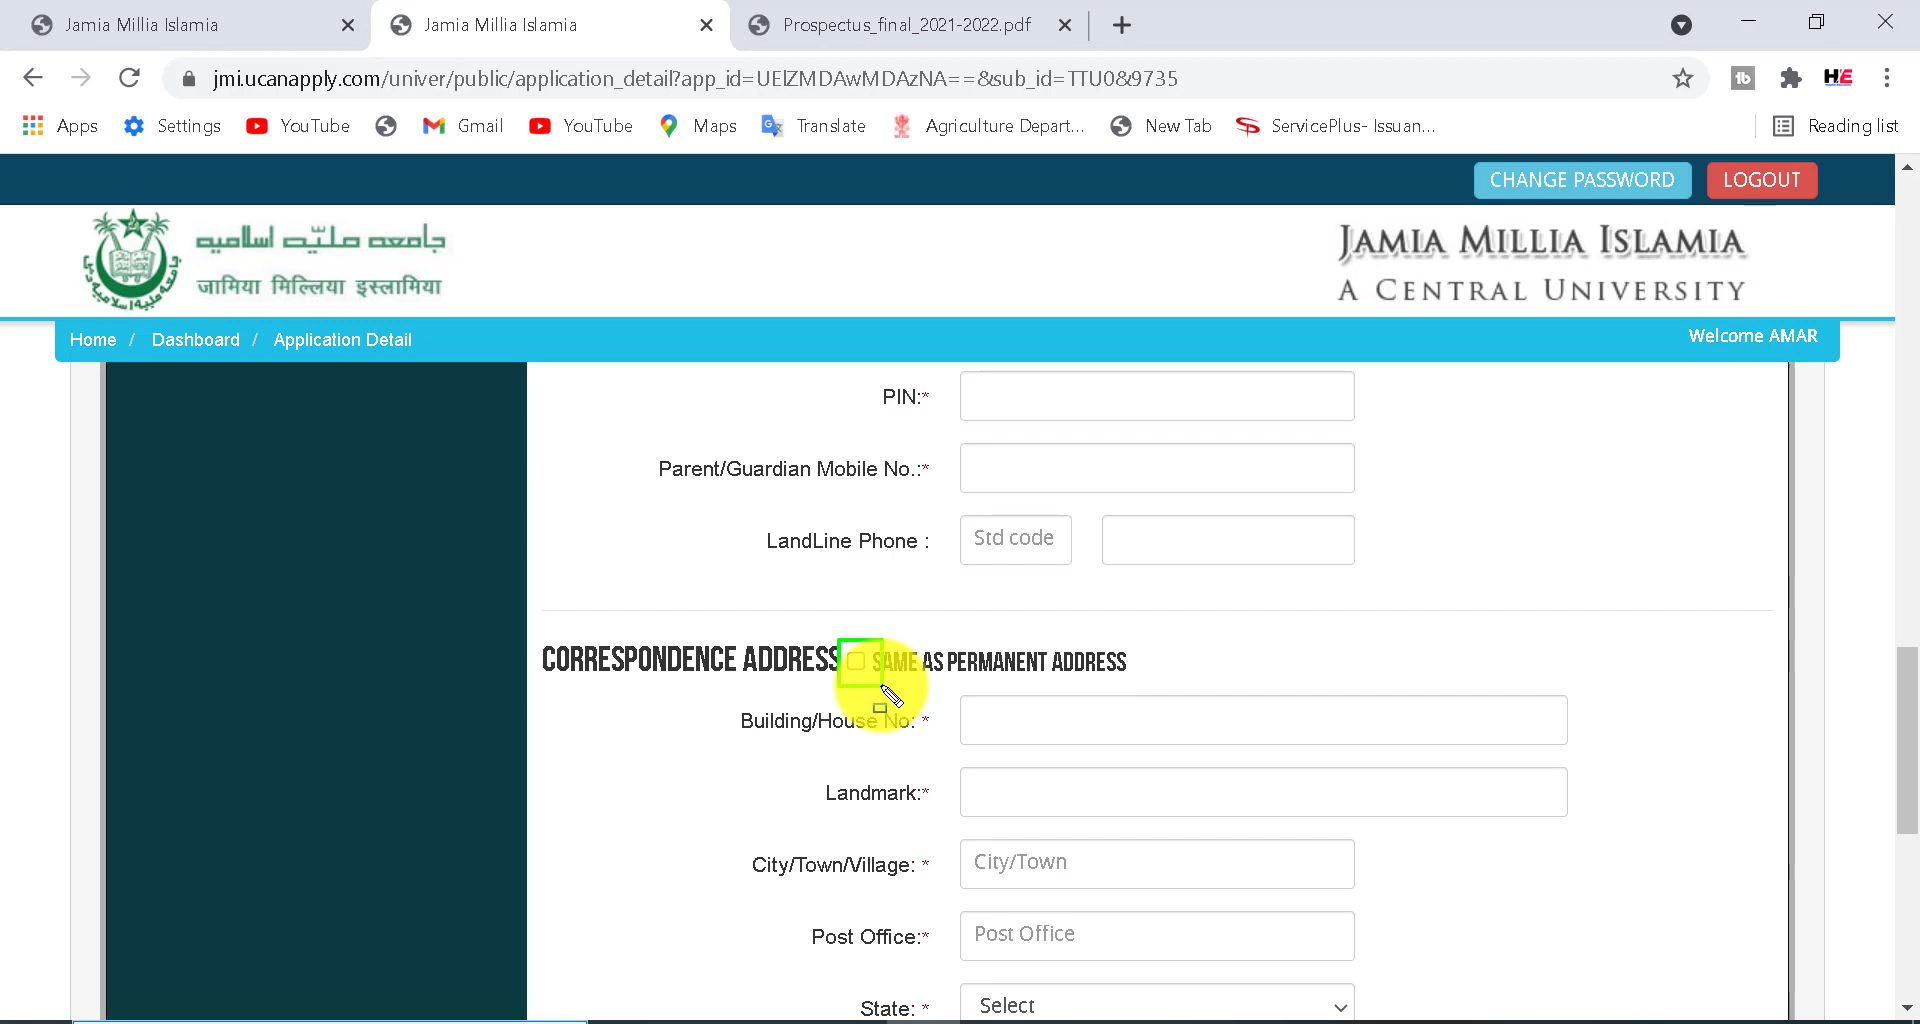 Jamia Millia Islamia
Jamia Millia Islamia
Prospectus_final_2021-2022.pdf
jmi.ucanapply.com/univer/public/application_detail?app_id=UElZMDAwMDAzNA==&sub_id=TTU0&9735
Apps
Settings
YouTube
Gmail
YouTube
Maps
Translate
Agriculture Depart...
New Tab
ServicePlus- Issuan...
Reading list
CHANGE PASSWORD
LOGOUT
جامعہ ملیّہ اسلامیہ
जामिया मिल्लिया इस्लामिया
JAMIA MILLIA ISLAMIA
A CENTRAL UNIVERSITY
Home / Dashboard / Application Detail
Welcome AMAR
PIN:*
Parent/Guardian Mobile No.:*
LandLine Phone :
Std code
CORRESPONDENCE ADDRESS
SAME AS PERMANENT ADDRESS
Building/House No: *
Landmark:*
City/Town/Village: *
City/Town
Post Office:*
Post Office
State: *
Select